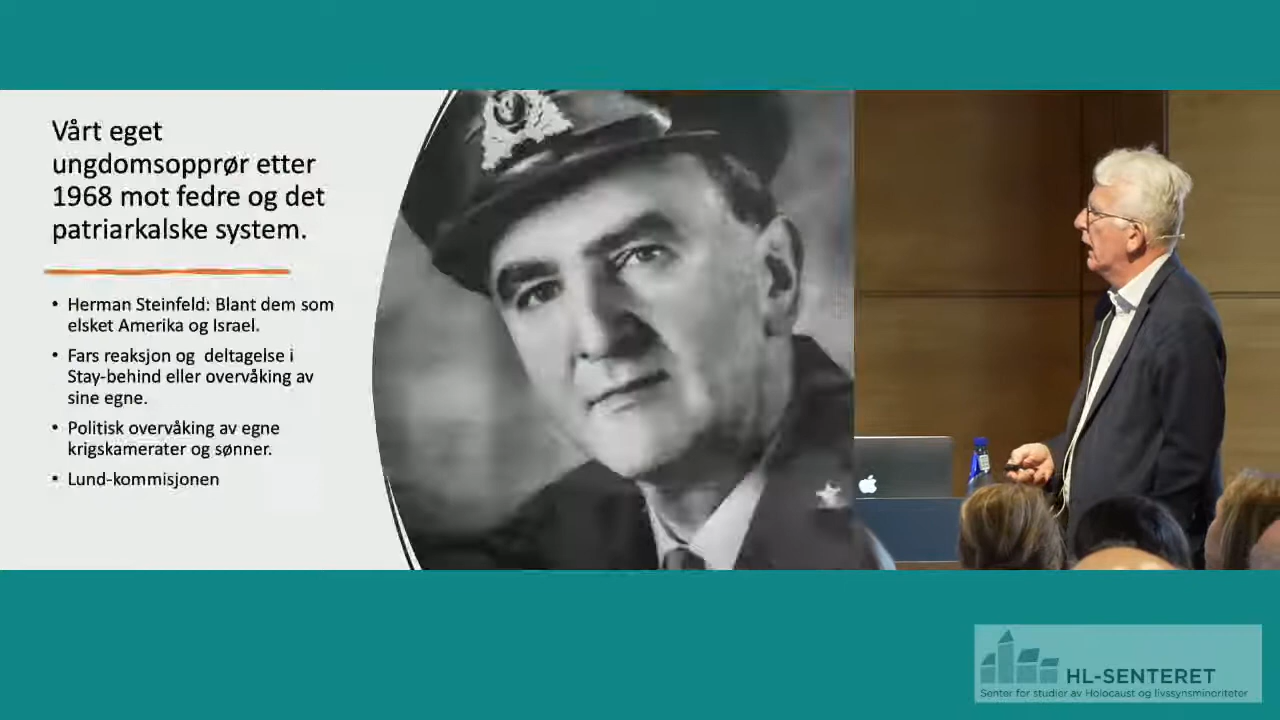 Vårt eget
ungdomsopprør etter
1968 mot fedre og det
patriarkalske system.
• Herman Steinfeld: Blant dem som
elsket Amerika og Israel.
• Fars reaksjon og deltagelse i
Stay-behind eller overvåking av
sine egne.
• Politisk overvåking av egne
krigskamerater og sønner.
• Lund-kommisjonen
HL-SENTERET
Senter for studier av Holocaust og livssynsminoriteter